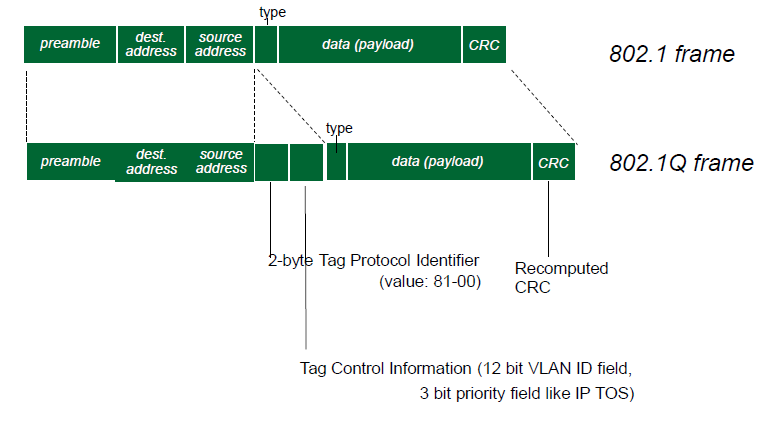 type
preamble
dest.
address
source
address
data (payload)
CRC
802.1 frame
type
preamble
dest.
address
source
address
data (payload)
CRC
802.1Q frame
2-byte Tag Protocol Identifier
(value: 81-00)
Recomputed
CRC
Tag Control Information (12 bit VLAN ID field,
3 bit priority field like IP TOS)